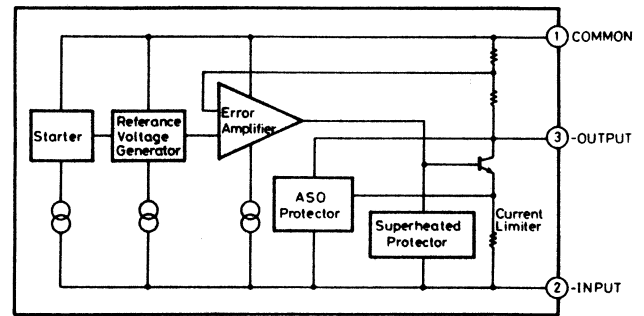 1 COMMON
Starter
Referance
Voltage
Generator
Error
Amplifier
3 -OUTPUT
ASO
Protector
Superheated
Protector
Current
Limiter
2 -INPUT